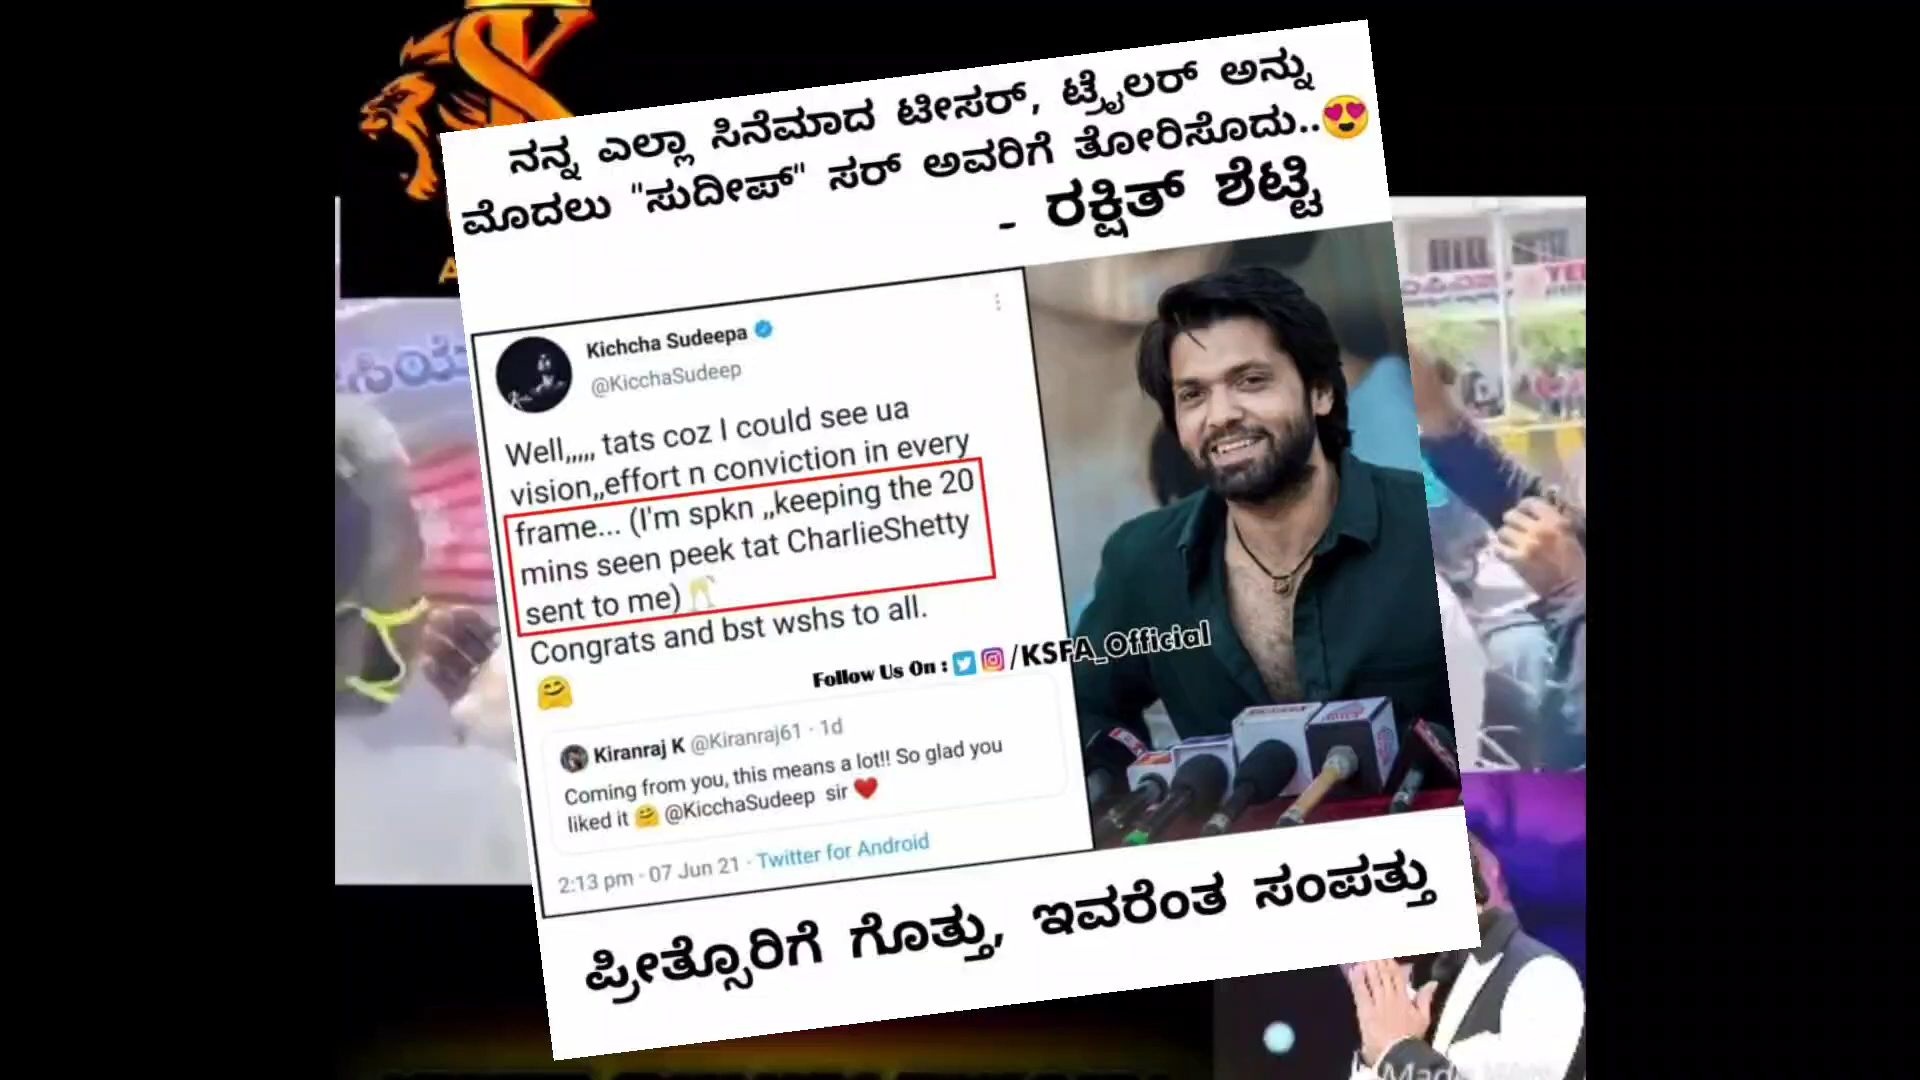 ನನ್ನ ಎಲ್ಲಾ ಸಿನೆಮಾದ ಟೀಸರ್, ಟ್ರೈಲರ್ ಅನ್ನು
ಮೊದಲು "ಸುದೀಪ್" ಸರ್ ಅವರಿಗೆ ತೋರಿಸೊದು..😍
- ರಕ್ಷಿತ್ ಶೆಟ್ಟಿ
Kichcha Sudeepa
@KicchaSudeep
Well,,,,, tats coz I could see ua
vision,,effort n conviction in every
frame... (I'm spkn ,,keeping the 20
mins seen peek tat CharlieShetty
sent to me)🥂
Congrats and bst wshs to all.
🤗
Follow Us On : /KSFA_Official
Kiranraj K @Kiranraj61 · 1d
Coming from you, this means a lot!! So glad you
liked it 🤗 @KicchaSudeep sir ❤️
2:13 pm · 07 Jun 21 · Twitter for Android
ಪ್ರೀತ್ಸೊರಿಗೆ ಗೊತ್ತು, ಇವರೆಂತ ಸಂಪತ್ತು